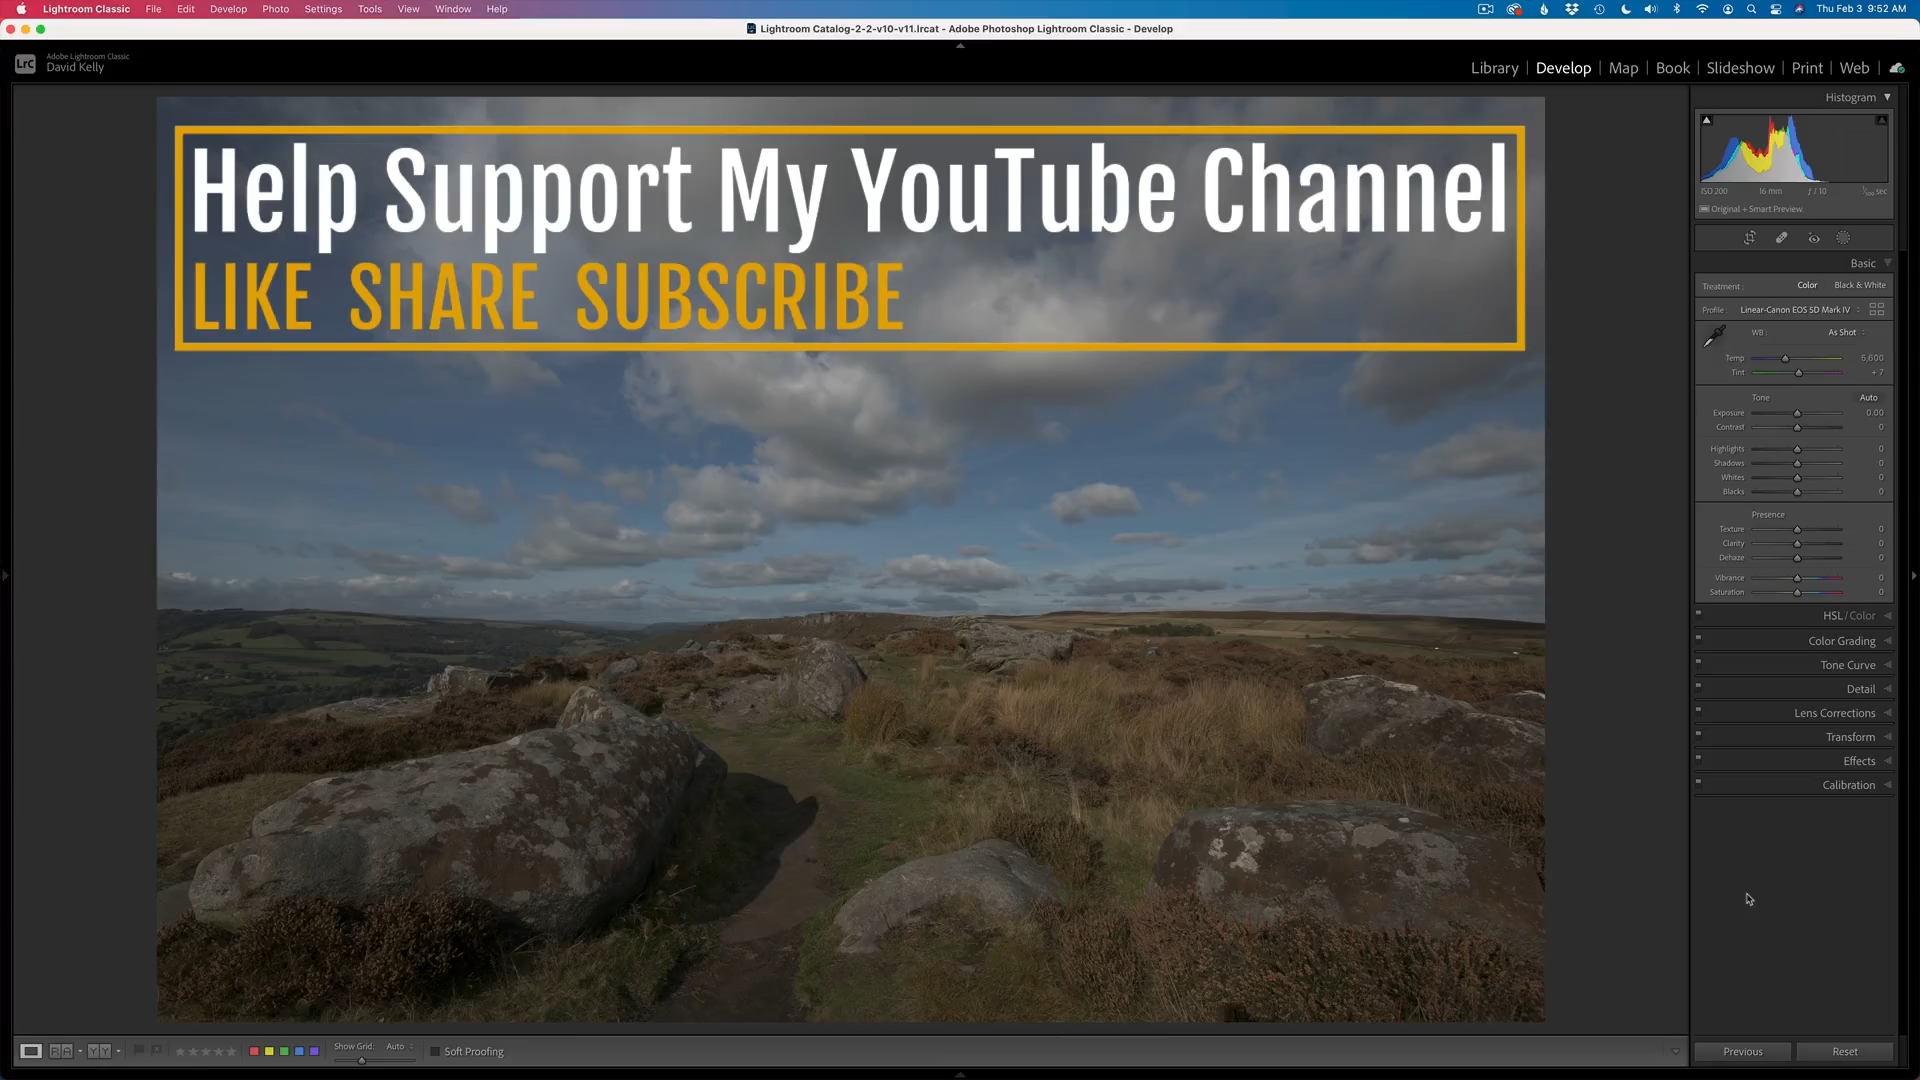 Lightroom Classic File Edit Develop Photo Settings Tools View Window Help Thu Feb 3 9:52 AM
Lightroom Catalog-2-2-v10-v11.lrcat - Adobe Photoshop Lightroom Classic - Develop
LrC Adobe Lightroom Classic
David Kelly
Library | Develop | Map | Book | Slideshow | Print | Web
Help Support My YouTube Channel
LIKE SHARE SUBSCRIBE
Histogram
ISO 200 16 mm ƒ / 10 sec
Original + Smart Preview.
Basic
Treatment : Color Black & White
Profile : Linear-Canon EOS 5D Mark IV
WB : As Shot
Temp 5,600
Tint + 7
Tone Auto
Exposure 0.00
Contrast 0
Highlights 0
Shadows 0
Whites 0
Blacks 0
Presence
Texture 0
Clarity 0
Dehaze 0
Vibrance 0
Saturation 0
HSL / Color
Color Grading
Tone Curve
Detail
Lens Corrections
Transform
Effects
Calibration
Show Grid: Auto Soft Proofing
Previous Reset